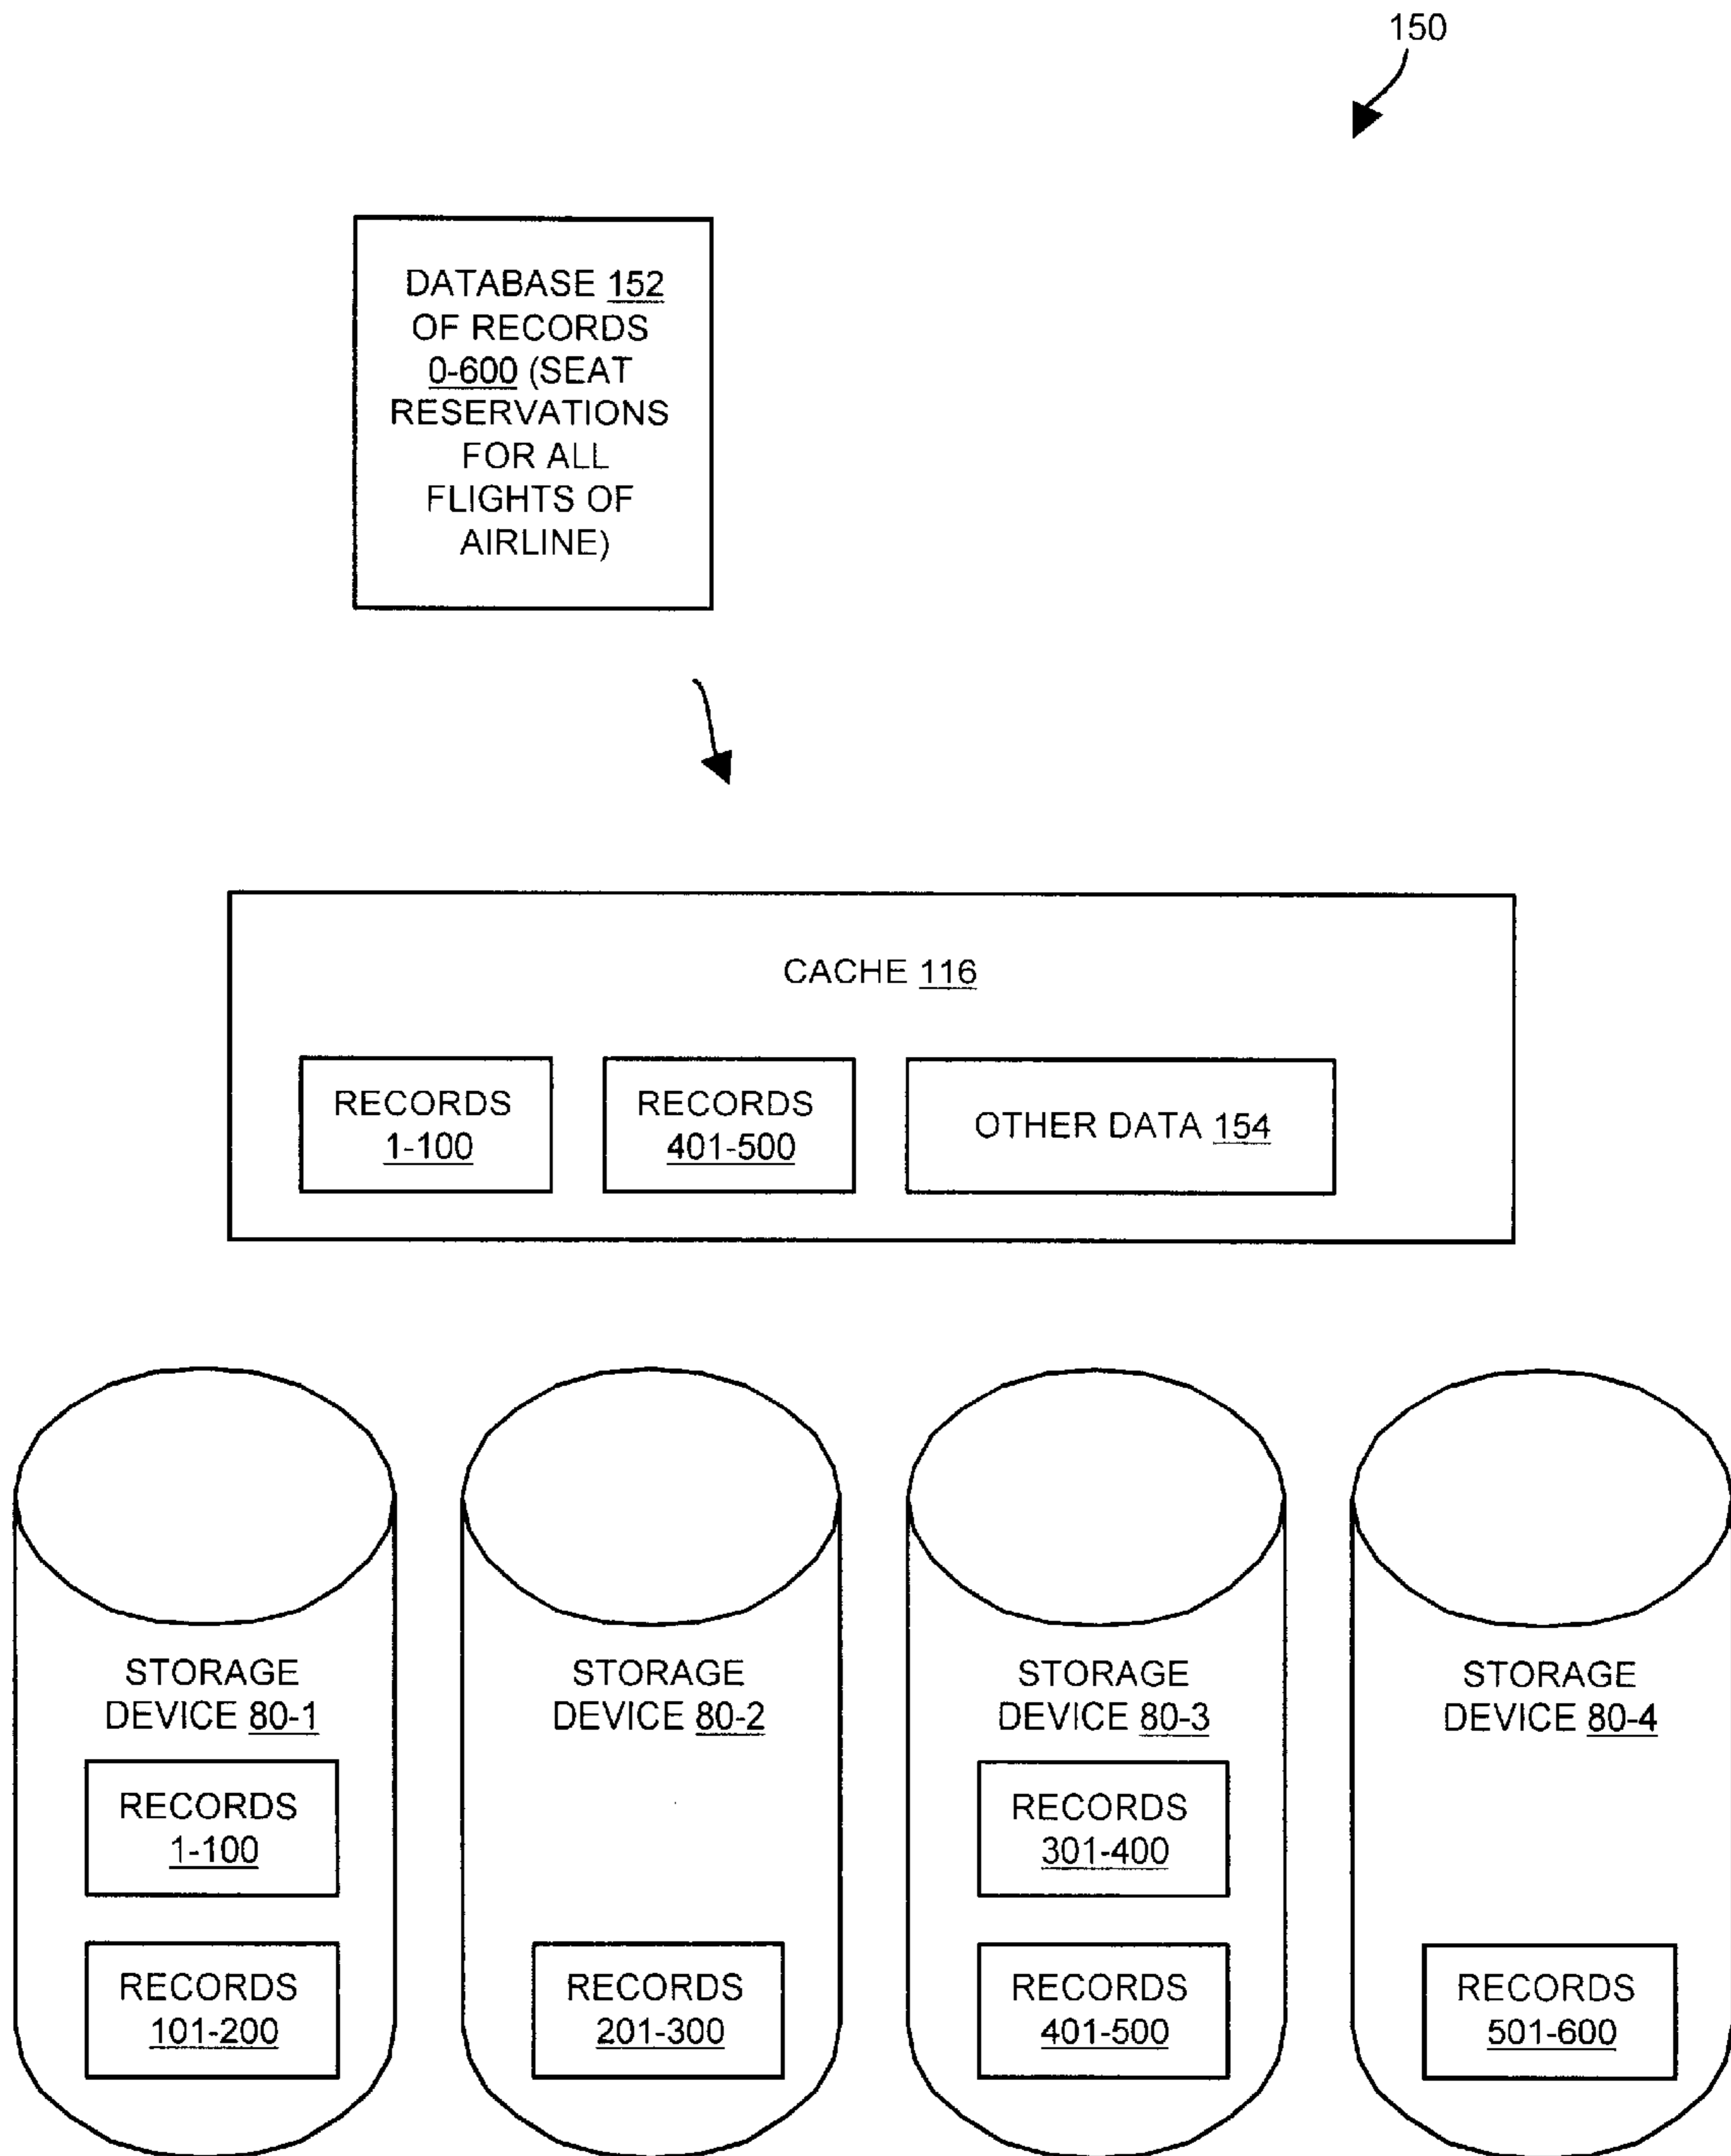 150
DATABASE 152
OF RECORDS
0-600 (SEAT
RESERVATIONS
FOR ALL
FLIGHTS OF
AIRLINE)
CACHE 116
RECORDS
1-100
RECORDS
401-500
OTHER DATA 154
STORAGE
DEVICE 80-1
RECORDS
1-100
RECORDS
101-200
STORAGE
DEVICE 80-2
RECORDS
201-300
STORAGE
DEVICE 80-3
RECORDS
301-400
RECORDS
401-500
STORAGE
DEVICE 80-4
RECORDS
501-600